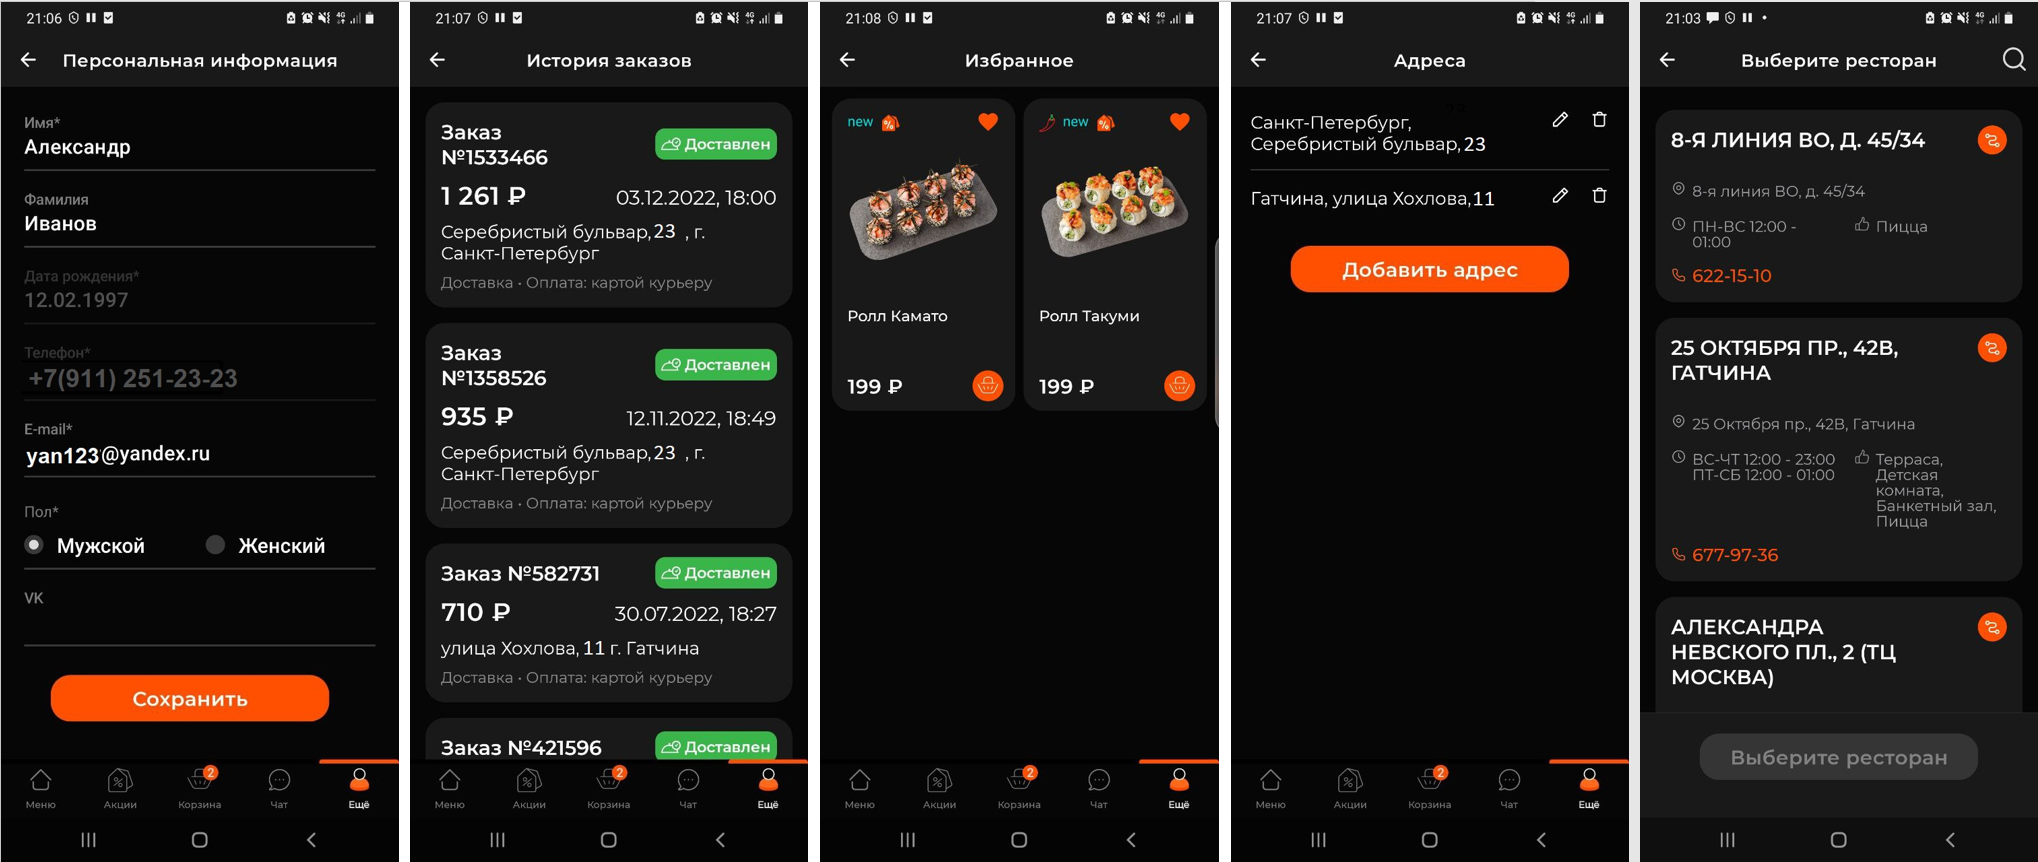 21:06
4G
Персональная информация
Имя*
Александр
Фамилия
Иванов
Дата рождения*
12.02.1997
Телефон*
+7(911) 251-23-23
E-mail*
yan123@yandex.ru
Пол*
Мужской
Женский
VK
Сохранить
Меню
Акции
2
Корзина
Чат
Ещё
21:07
4G
История заказов
Заказ
№1533466
Доставлен
1 261 ₽
03.12.2022, 18:00
Серебристый бульвар,23 , г.
Санкт-Петербург
Доставка • Оплата: картой курьеру
Заказ
№1358526
Доставлен
935 ₽
12.11.2022, 18:49
Серебристый бульвар,23 , г.
Санкт-Петербург
Доставка • Оплата: картой курьеру
Заказ №582731
Доставлен
710 ₽
30.07.2022, 18:27
улица Хохлова, 11 г. Гатчина
Доставка • Оплата: картой курьеру
Заказ №421596
Доставлен
Меню
Акции
2
Корзина
Чат
Ещё
21:08
4G
Избранное
new
Ролл Камато
199 ₽
new
Ролл Такуми
199 ₽
Меню
Акции
2
Корзина
Чат
Ещё
21:07
4G
Адреса
Санкт-Петербург,
Серебристый бульвар,23
Гатчина, улица Хохлова,11
Добавить адрес
Меню
Акции
2
Корзина
Чат
Ещё
21:03
4G
Выберите ресторан
8-Я ЛИНИЯ ВО, Д. 45/34
8-я линия ВО, д. 45/34
ПН-ВС 12:00 -
01:00
Пицца
622-15-10
25 ОКТЯБРЯ ПР., 42В,
ГАТЧИНА
25 Октября пр., 42В, Гатчина
ВС-ЧТ 12:00 - 23:00
ПТ-СБ 12:00 - 01:00
Терраса,
Детская
комната,
Банкетный зал,
Пицца
677-97-36
АЛЕКСАНДРА
НЕВСКОГО ПЛ., 2 (ТЦ
МОСКВА)
Выберите ресторан